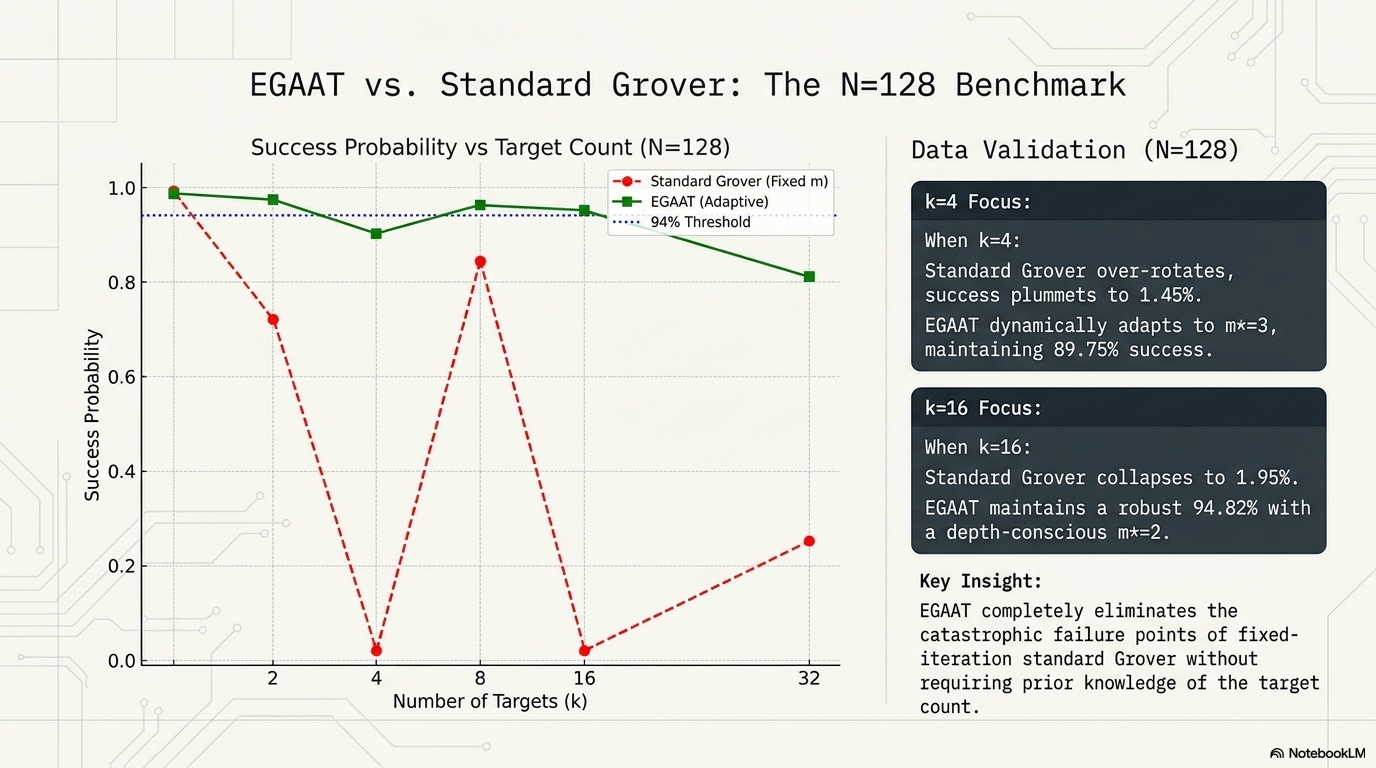 EGAAT vs. Standard Grover: The N=128 Benchmark
Success Probability vs Target Count (N=128)
Standard Grover (Fixed m)
EGAAT (Adaptive)
94% Threshold
Success Probability
1.0
0.8
0.6
0.4
0.2
0.0
2
4
8
16
32
Number of Targets (k)
Data Validation (N=128)
k=4 Focus:
When k=4:
Standard Grover over-rotates,
success plummets to 1.45%.
EGAAT dynamically adapts to m*=3,
maintaining 89.75% success.
k=16 Focus:
When k=16:
Standard Grover collapses to 1.95%.
EGAAT maintains a robust 94.82% with
a depth-conscious m*=2.
Key Insight:
EGAAT completely eliminates the
catastrophic failure points of fixed-
iteration standard Grover without
requiring prior knowledge of the target
count.
NotebookLM